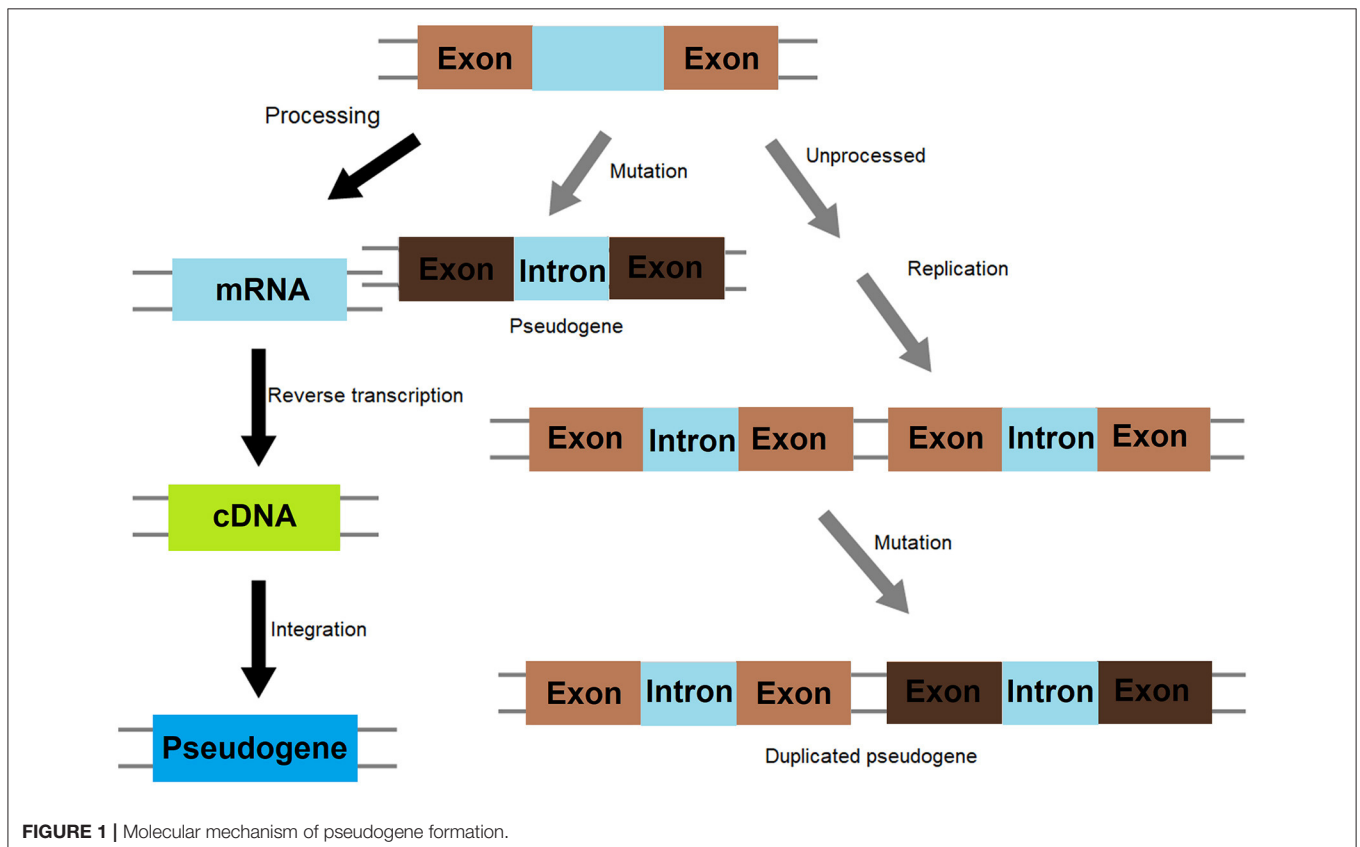 Exon Exon
Processing
Unprocessed
Mutation
Replication
Exon Intron Exon
mRNA
Pseudogene
Reverse transcription
Exon Intron Exon Exon Intron Exon
cDNA
Mutation
Integration
Exon Intron Exon Exon Intron Exon
Pseudogene
Duplicated pseudogene
FIGURE 1 | Molecular mechanism of pseudogene formation.